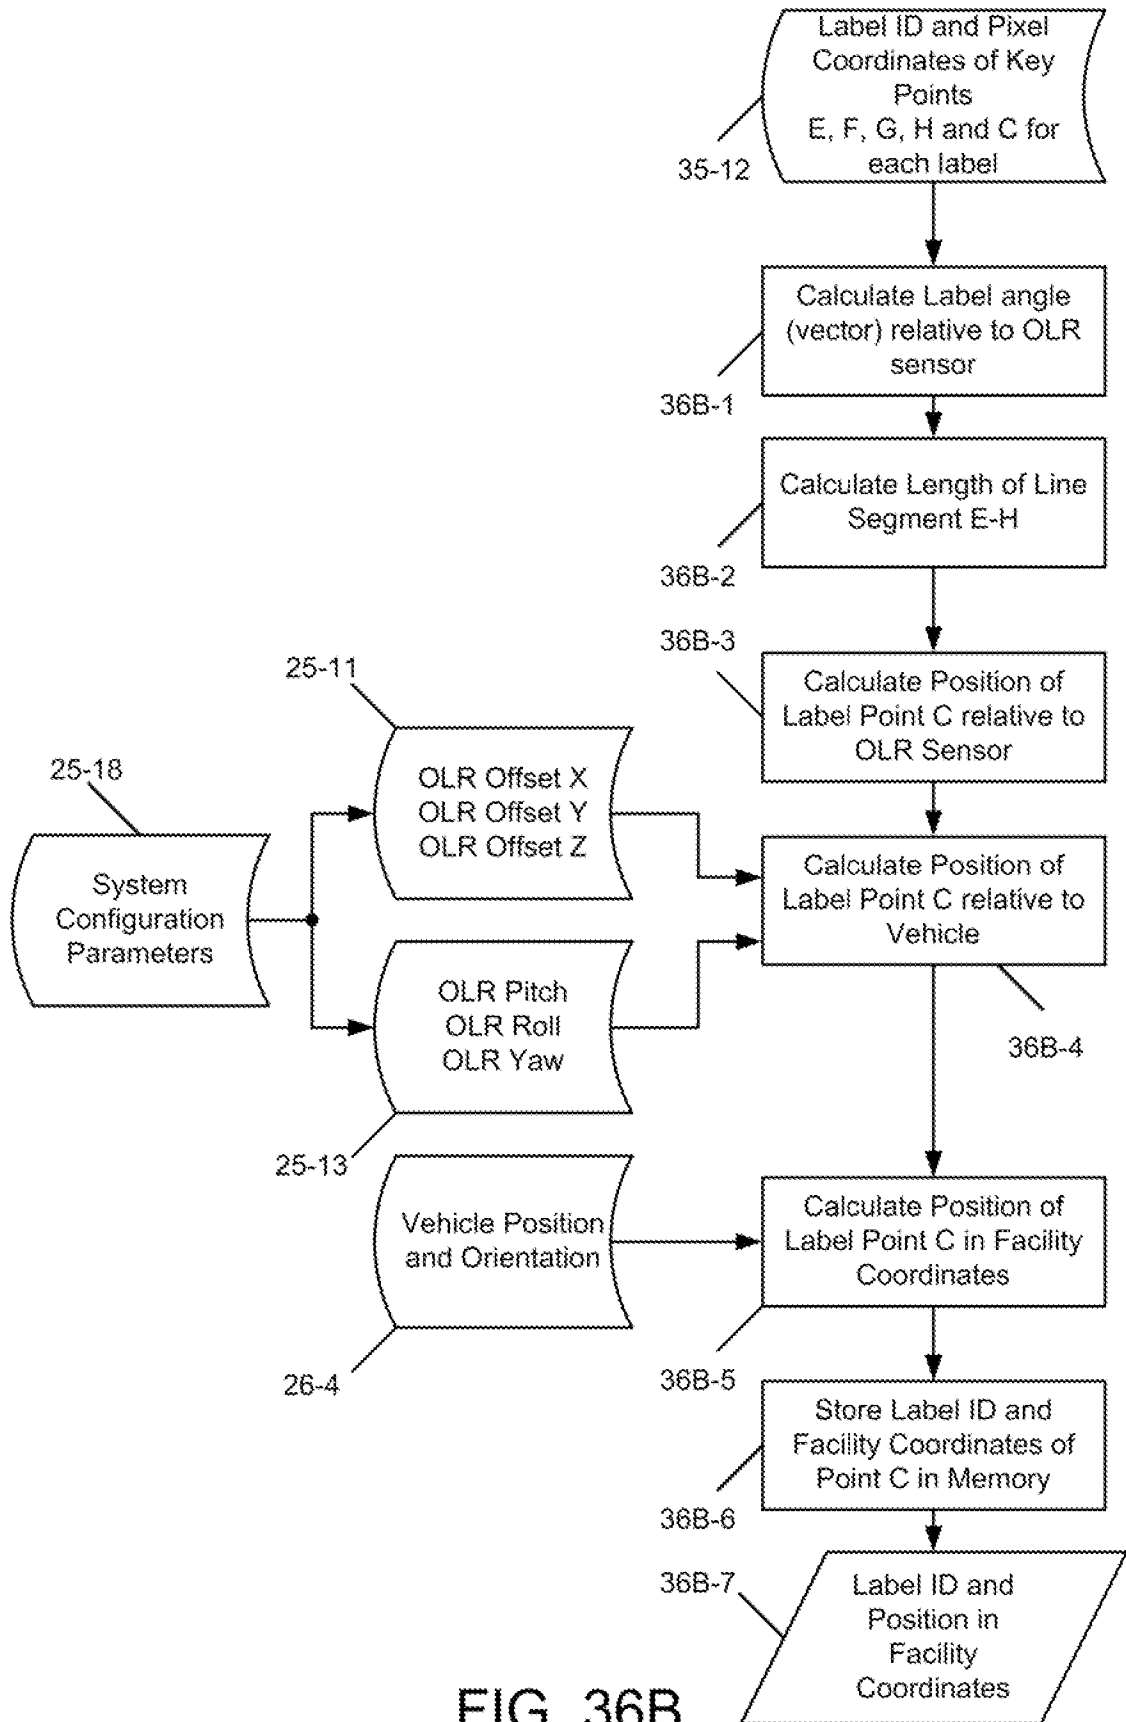 Label ID and Pixel
Coordinates of Key
Points
E, F, G, H and C for
each label
35-12
Calculate Label angle
(vector) relative to OLR
sensor
36B-1
Calculate Length of Line
Segment E-H
36B-2
36B-3
Calculate Position of
Label Point C relative to
OLR Sensor
25-11
OLR Offset X
OLR Offset Y
OLR Offset Z
25-18
System
Configuration
Parameters
Calculate Position of
Label Point C relative to
Vehicle
36B-4
OLR Pitch
OLR Roll
OLR Yaw
25-13
Vehicle Position
and Orientation
26-4
Calculate Position of
Label Point C in Facility
Coordinates
36B-5
Store Label ID and
Facility Coordinates of
Point C in Memory
36B-6
36B-7
Label ID and
Position in
Facility
Coordinates
FIG. 36B